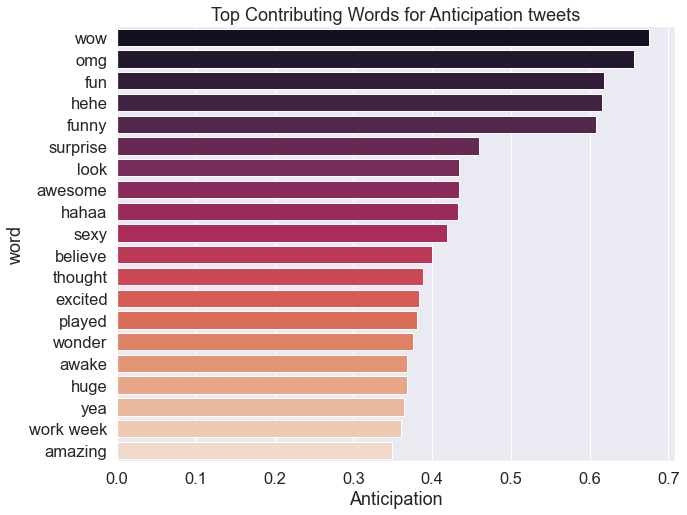 Top Contributing Words for Anticipation tweets
wow
omg
fun
hehe
funny
surprise
look
awesome
hahaa
sexy
believe
thought
excited
played
wonder
awake
huge
yea
work week
amazing
word
0.0 0.1 0.2 0.3 0.4 0.5 0.6 0.7
Anticipation